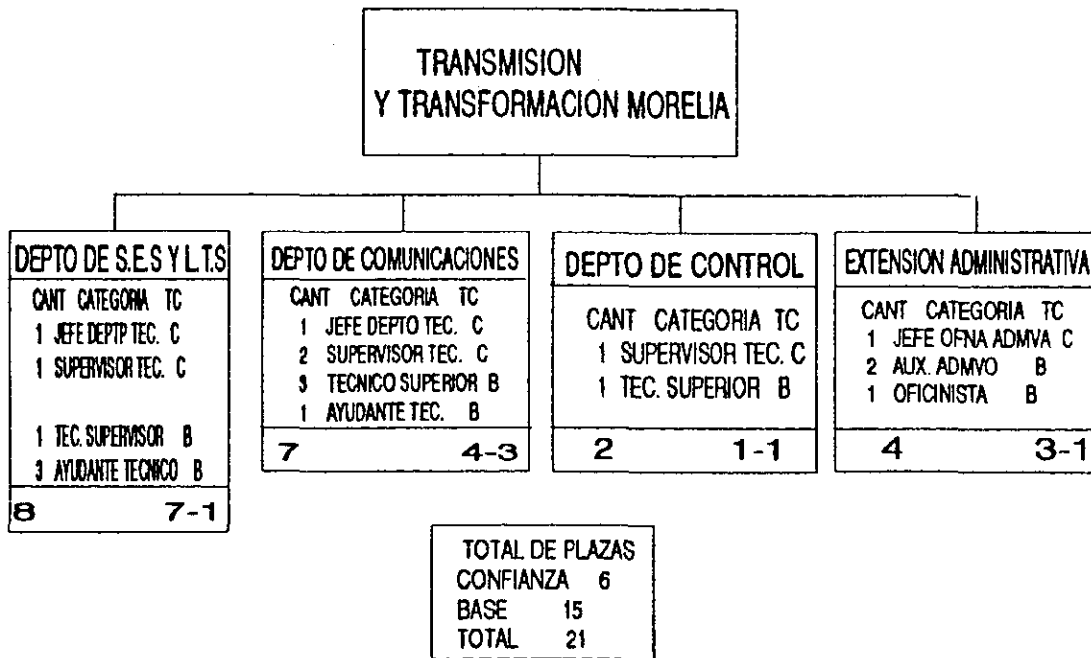 TRANSMISION
Y TRANSFORMACION MORELIA
DEPTO DE S.E.S Y L.T.S
CANT CATEGORIA TC
1 JEFE DEPTP TEC. C
1 SUPERVISOR TEC. C
1 TEC. SUPERVISOR B
3 AYUDANTE TECNICO B
8 7-1
DEPTO DE COMUNICACIONES
CANT CATEGORIA TC
1 JEFE DEPTO TEC. C
2 SUPERVISOR TEC. C
3 TECNICO SUPERIOR B
1 AYUDANTE TEC. B
7 4-3
DEPTO DE CONTROL
CANT CATEGORIA TC
1 SUPERVISOR TEC. C
1 TEC. SUPERIOR B
2 1-1
EXTENSION ADMINISTRATIVA
CANT CATEGORIA TC
1 JEFE OFNA ADMVA C
2 AUX. ADMVO B
1 OFICINISTA B
4 3-1
TOTAL DE PLAZAS
CONFIANZA 6
BASE 15
TOTAL 21